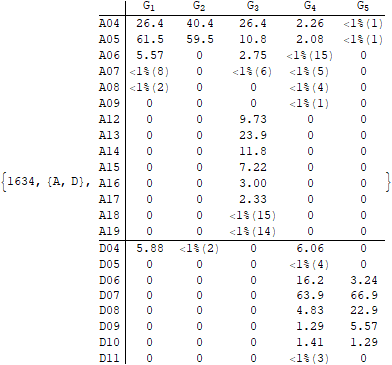 G1 G2 G3 G4 G5
A04 26.4 40.4 26.4 2.26 <1%(1)
A05 61.5 59.5 10.8 2.08 <1%(1)
A06 5.57 0 2.75 <1%(15) 0
A07 <1%(8) 0 <1%(6) <1%(5) 0
A08 <1%(2) 0 0 <1%(4) 0
A09 0 0 0 <1%(1) 0
A12 0 0 9.73 0 0
A13 0 0 23.9 0 0
A14 0 0 11.8 0 0
A15 0 0 7.22 0 0
{1634, {A, D}, A16 0 0 3.00 0 0 }
A17 0 0 2.33 0 0
A18 0 0 <1%(15) 0 0
A19 0 0 <1%(14) 0 0
D04 5.88 <1%(2) 0 6.06 0
D05 0 0 0 <1%(4) 0
D06 0 0 0 16.2 3.24
D07 0 0 0 63.9 66.9
D08 0 0 0 4.83 22.9
D09 0 0 0 1.29 5.57
D10 0 0 0 1.41 1.29
D11 0 0 0 <1%(3) 0